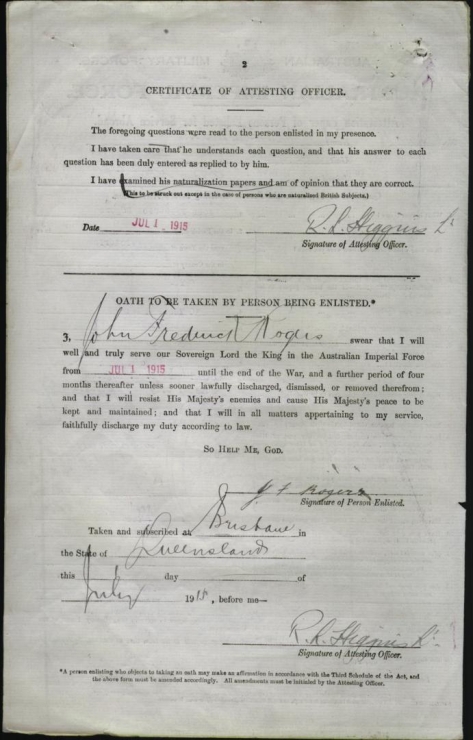 2
CERTIFICATE OF ATTESTING OFFICER.
The foregoing questions were read to the person enlisted in my presence.
I have taken care that he understands each question, and that his answer to each
question has been duly entered as replied to by him.
I have examined his naturalization papers and am of opinion that they are correct.
(This to be struck out except in the case of persons who are naturalized British Subjects.)
Date JUL 1 1915 R. L. Higgins Lt
Signature of Attesting Officer.
OATH TO BE TAKEN BY PERSON BEING ENLISTED.*
3, John Frederick Rogers swear that I will
well and truly serve our Sovereign Lord the King in the Australian Imperial Force
from JUL 1 1915 until the end of the War, and a further period of four
months thereafter unless sooner lawfully discharged, dismissed, or removed therefrom;
and that I will resist His Majesty's enemies and cause His Majesty's peace to be
kept and maintained; and that I will in all matters appertaining to my service,
faithfully discharge my duty according to law.
SO HELP ME, GOD.
J F Rogers
Signature of Person Enlisted.
Taken and subscribed at Brisbane in
the State of Queensland
this day of
July 1915, before me—
R. L. Higgins Lt
Signature of Attesting Officer.
*A person enlisting who objects to taking an oath may make an affirmation in accordance with the Third Schedule of the Act, and
the above form must be amended accordingly. All amendments must be initialed by the Attesting Officer.